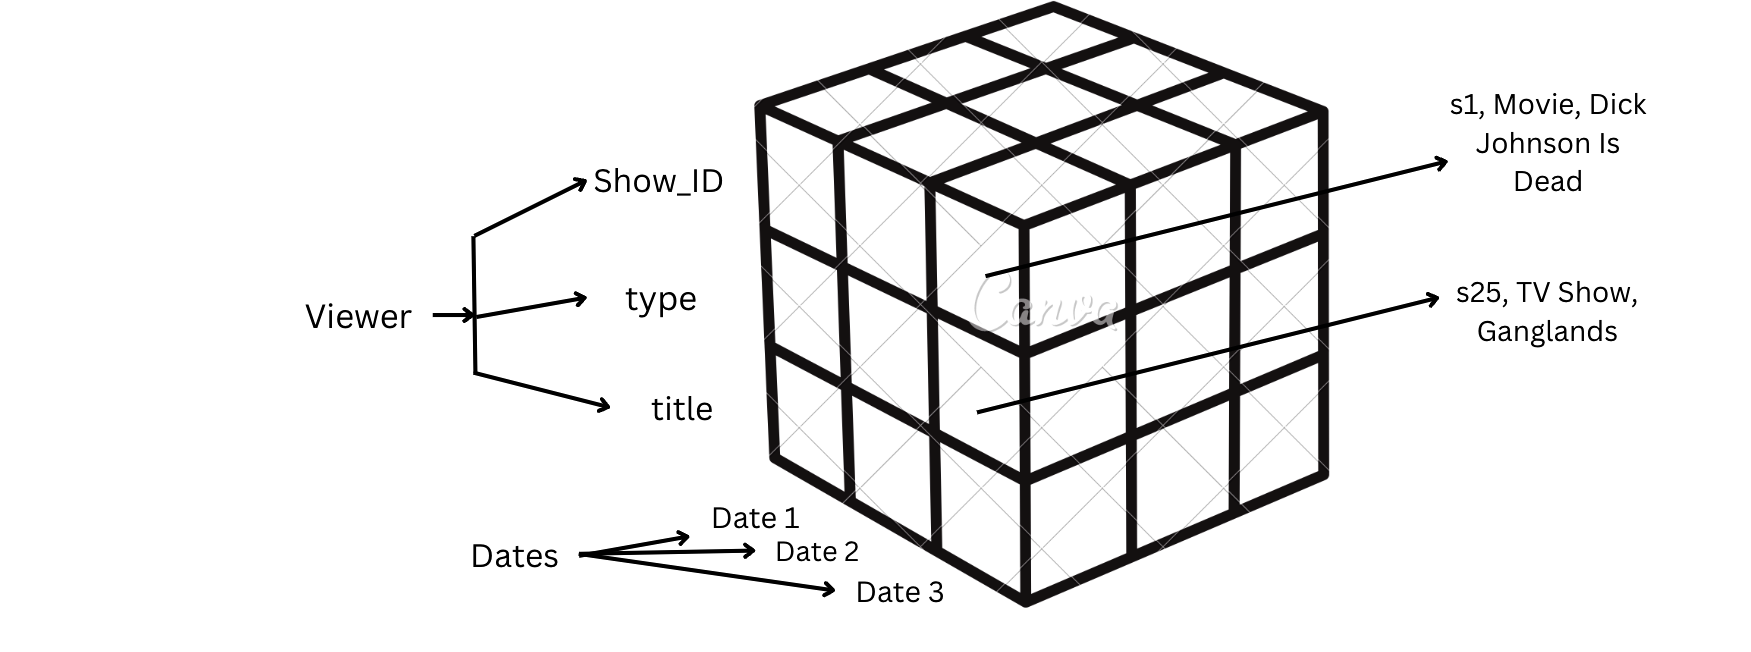 s1, Movie, Dick
Johnson Is
Dead
Show_ID
type
Viewer
title
s25, TV Show,
Ganglands
Canva
Date 1
Dates
Date 2
Date 3